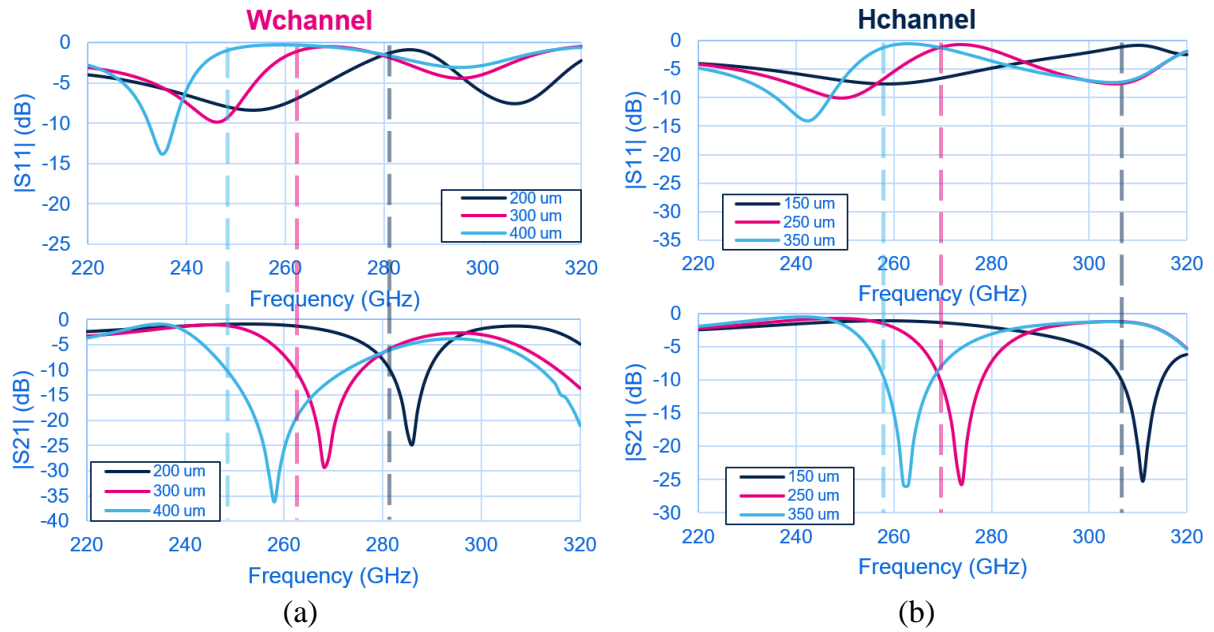 Wchannel
|S11| (dB)
0
-5
-10
-15
-20
-25
200 um
300 um
400 um
220 240 260 280 300 320
Frequency (GHz)
|S21| (dB)
0
-5
-10
-15
-20
-25
-30
-35
-40
200 um
300 um
400 um
220 240 260 280 300 320
Frequency (GHz)
(a)
Hchannel
|S11| (dB)
0
-5
-10
-15
-20
-25
-30
-35
150 um
250 um
350 um
220 240 260 280 300 320
Frequency (GHz)
|S21| (dB)
0
-5
-10
-15
-20
-25
-30
150 um
250 um
350 um
220 240 260 280 300 320
Frequency (GHz)
(b)